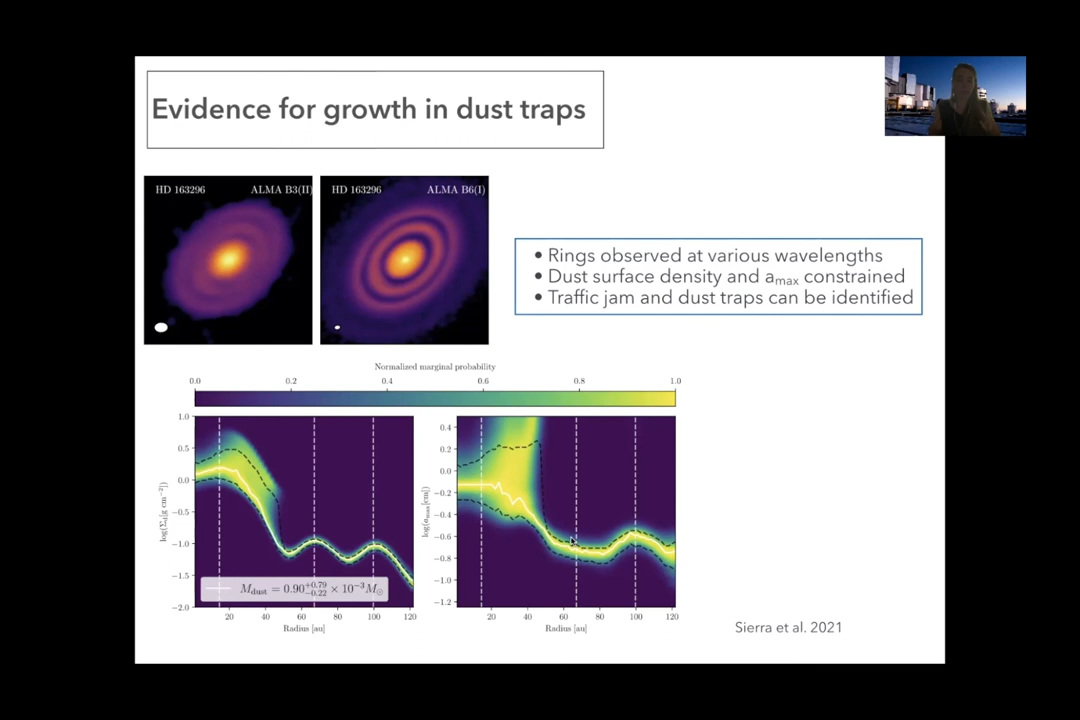 Evidence for growth in dust traps
HD 163296 ALMA B3(II)
HD 163296 ALMA B6(I)
• Rings observed at various wavelengths
• Dust surface density and aₘₐₓ constrained
• Traffic jam and dust traps can be identified
Normalized marginal probability
0.0 0.2 0.4 0.6 0.8 1.0
1.0
0.5
0.0
−0.5
−1.0
−1.5
−2.0
log(Σd[g cm⁻²])
M_dust = 0.90 +0.79 −0.22 × 10⁻³ M⊙
20 40 60 80 100 120
Radius [au]
0.4
0.2
0.0
−0.2
−0.4
−0.6
−0.8
−1.0
−1.2
log(aₘₐₓ[cm])
20 40 60 80 100 120
Radius [au]
Sierra et al. 2021